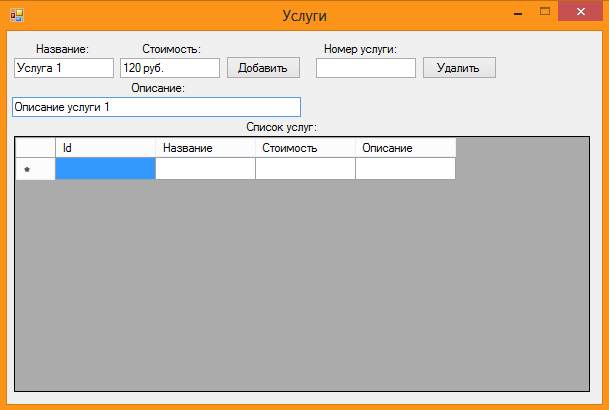 Услуги
Название: Стоимость: Номер услуги:
Услуга 1 120 руб. Добавить Удалить
Описание:
Описание услуги 1
Список услуг:
Id Название Стоимость Описание
*